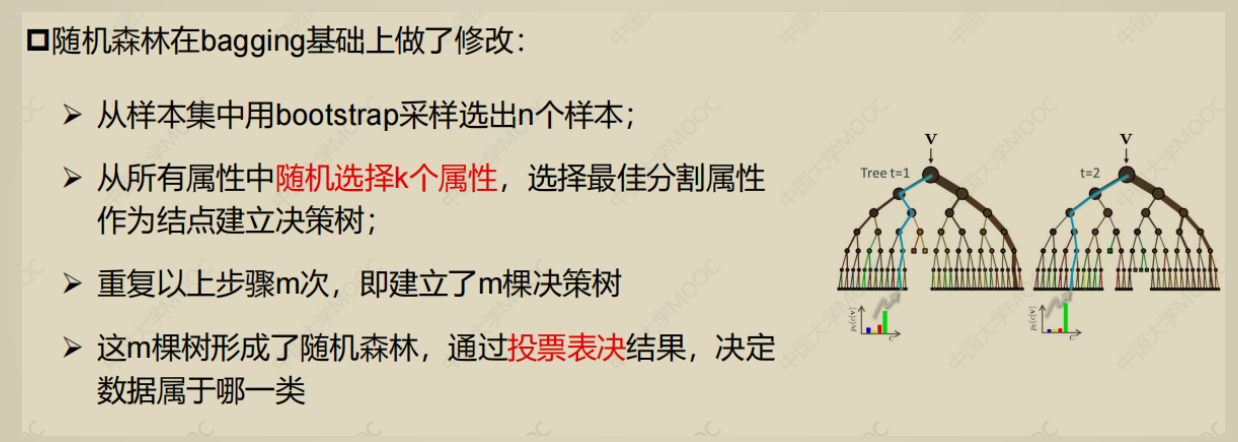 随机森林在bagging基础上做了修改：
从样本集中用bootstrap采样选出n个样本；
从所有属性中随机选择k个属性，选择最佳分割属性
作为结点建立决策树；
重复以上步骤m次，即建立了m棵决策树
这m棵树形成了随机森林，通过投票表决结果，决定
数据属于哪一类
V
V
Tree t=1
t=2
c
c
中国大学MOOC